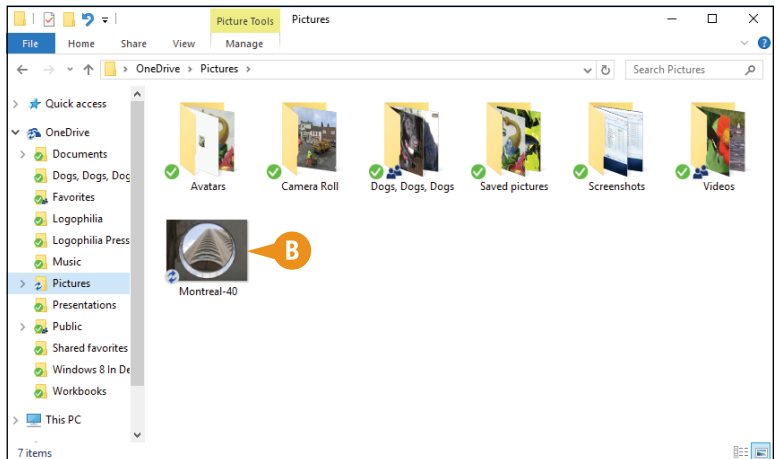 Picture Tools Pictures
File Home Share View Manage
OneDrive > Pictures >
Search Pictures
Quick access
OneDrive
Documents
Dogs, Dogs, Dog
Favorites
Logophilia
Logophilia Press
Music
Pictures
Presentations
Public
Shared favorites
Windows 8 In De
Workbooks
This PC
Avatars Camera Roll Dogs, Dogs, Dogs Saved pictures Screenshots Videos
B
Montreal-40
7 items